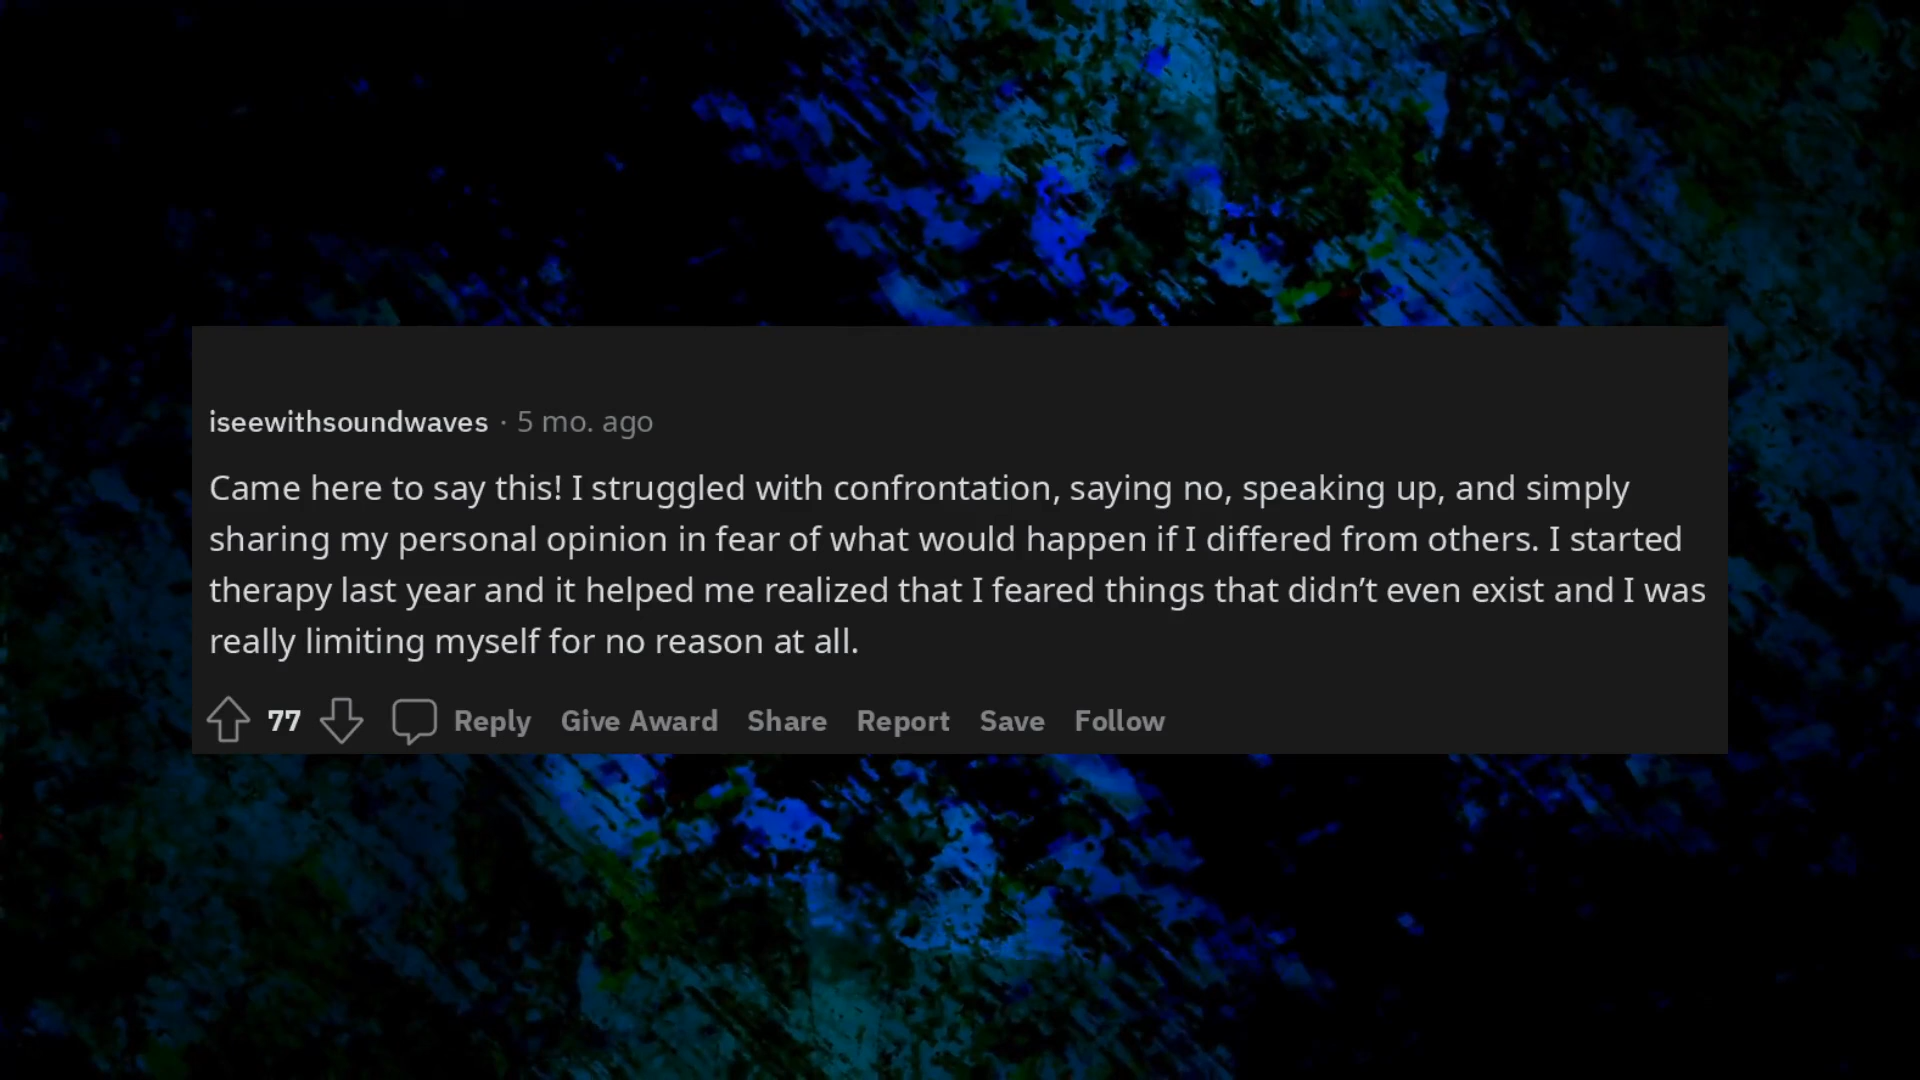 iseewithsoundwaves · 5 mo. ago
Came here to say this! I struggled with confrontation, saying no, speaking up, and simply
sharing my personal opinion in fear of what would happen if I differed from others. I started
therapy last year and it helped me realized that I feared things that didn’t even exist and I was
really limiting myself for no reason at all.
77 Reply Give Award Share Report Save Follow